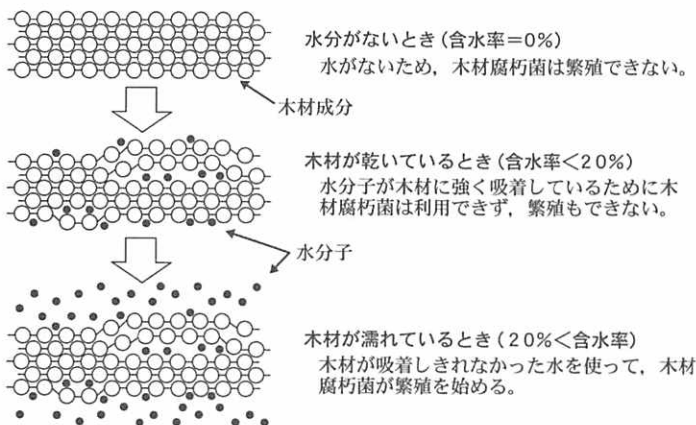 水分がないとき（含水率＝0％）
水がないため，木材腐朽菌は繁殖できない。
木材成分
木材が乾いているとき（含水率＜20％）
水分子が木材に強く吸着しているために木
材腐朽菌は利用できず，繁殖もできない。
水分子
木材が濡れているとき（20％＜含水率）
木材が吸着しきれなかった水を使って，木材
腐朽菌が繁殖を始める。